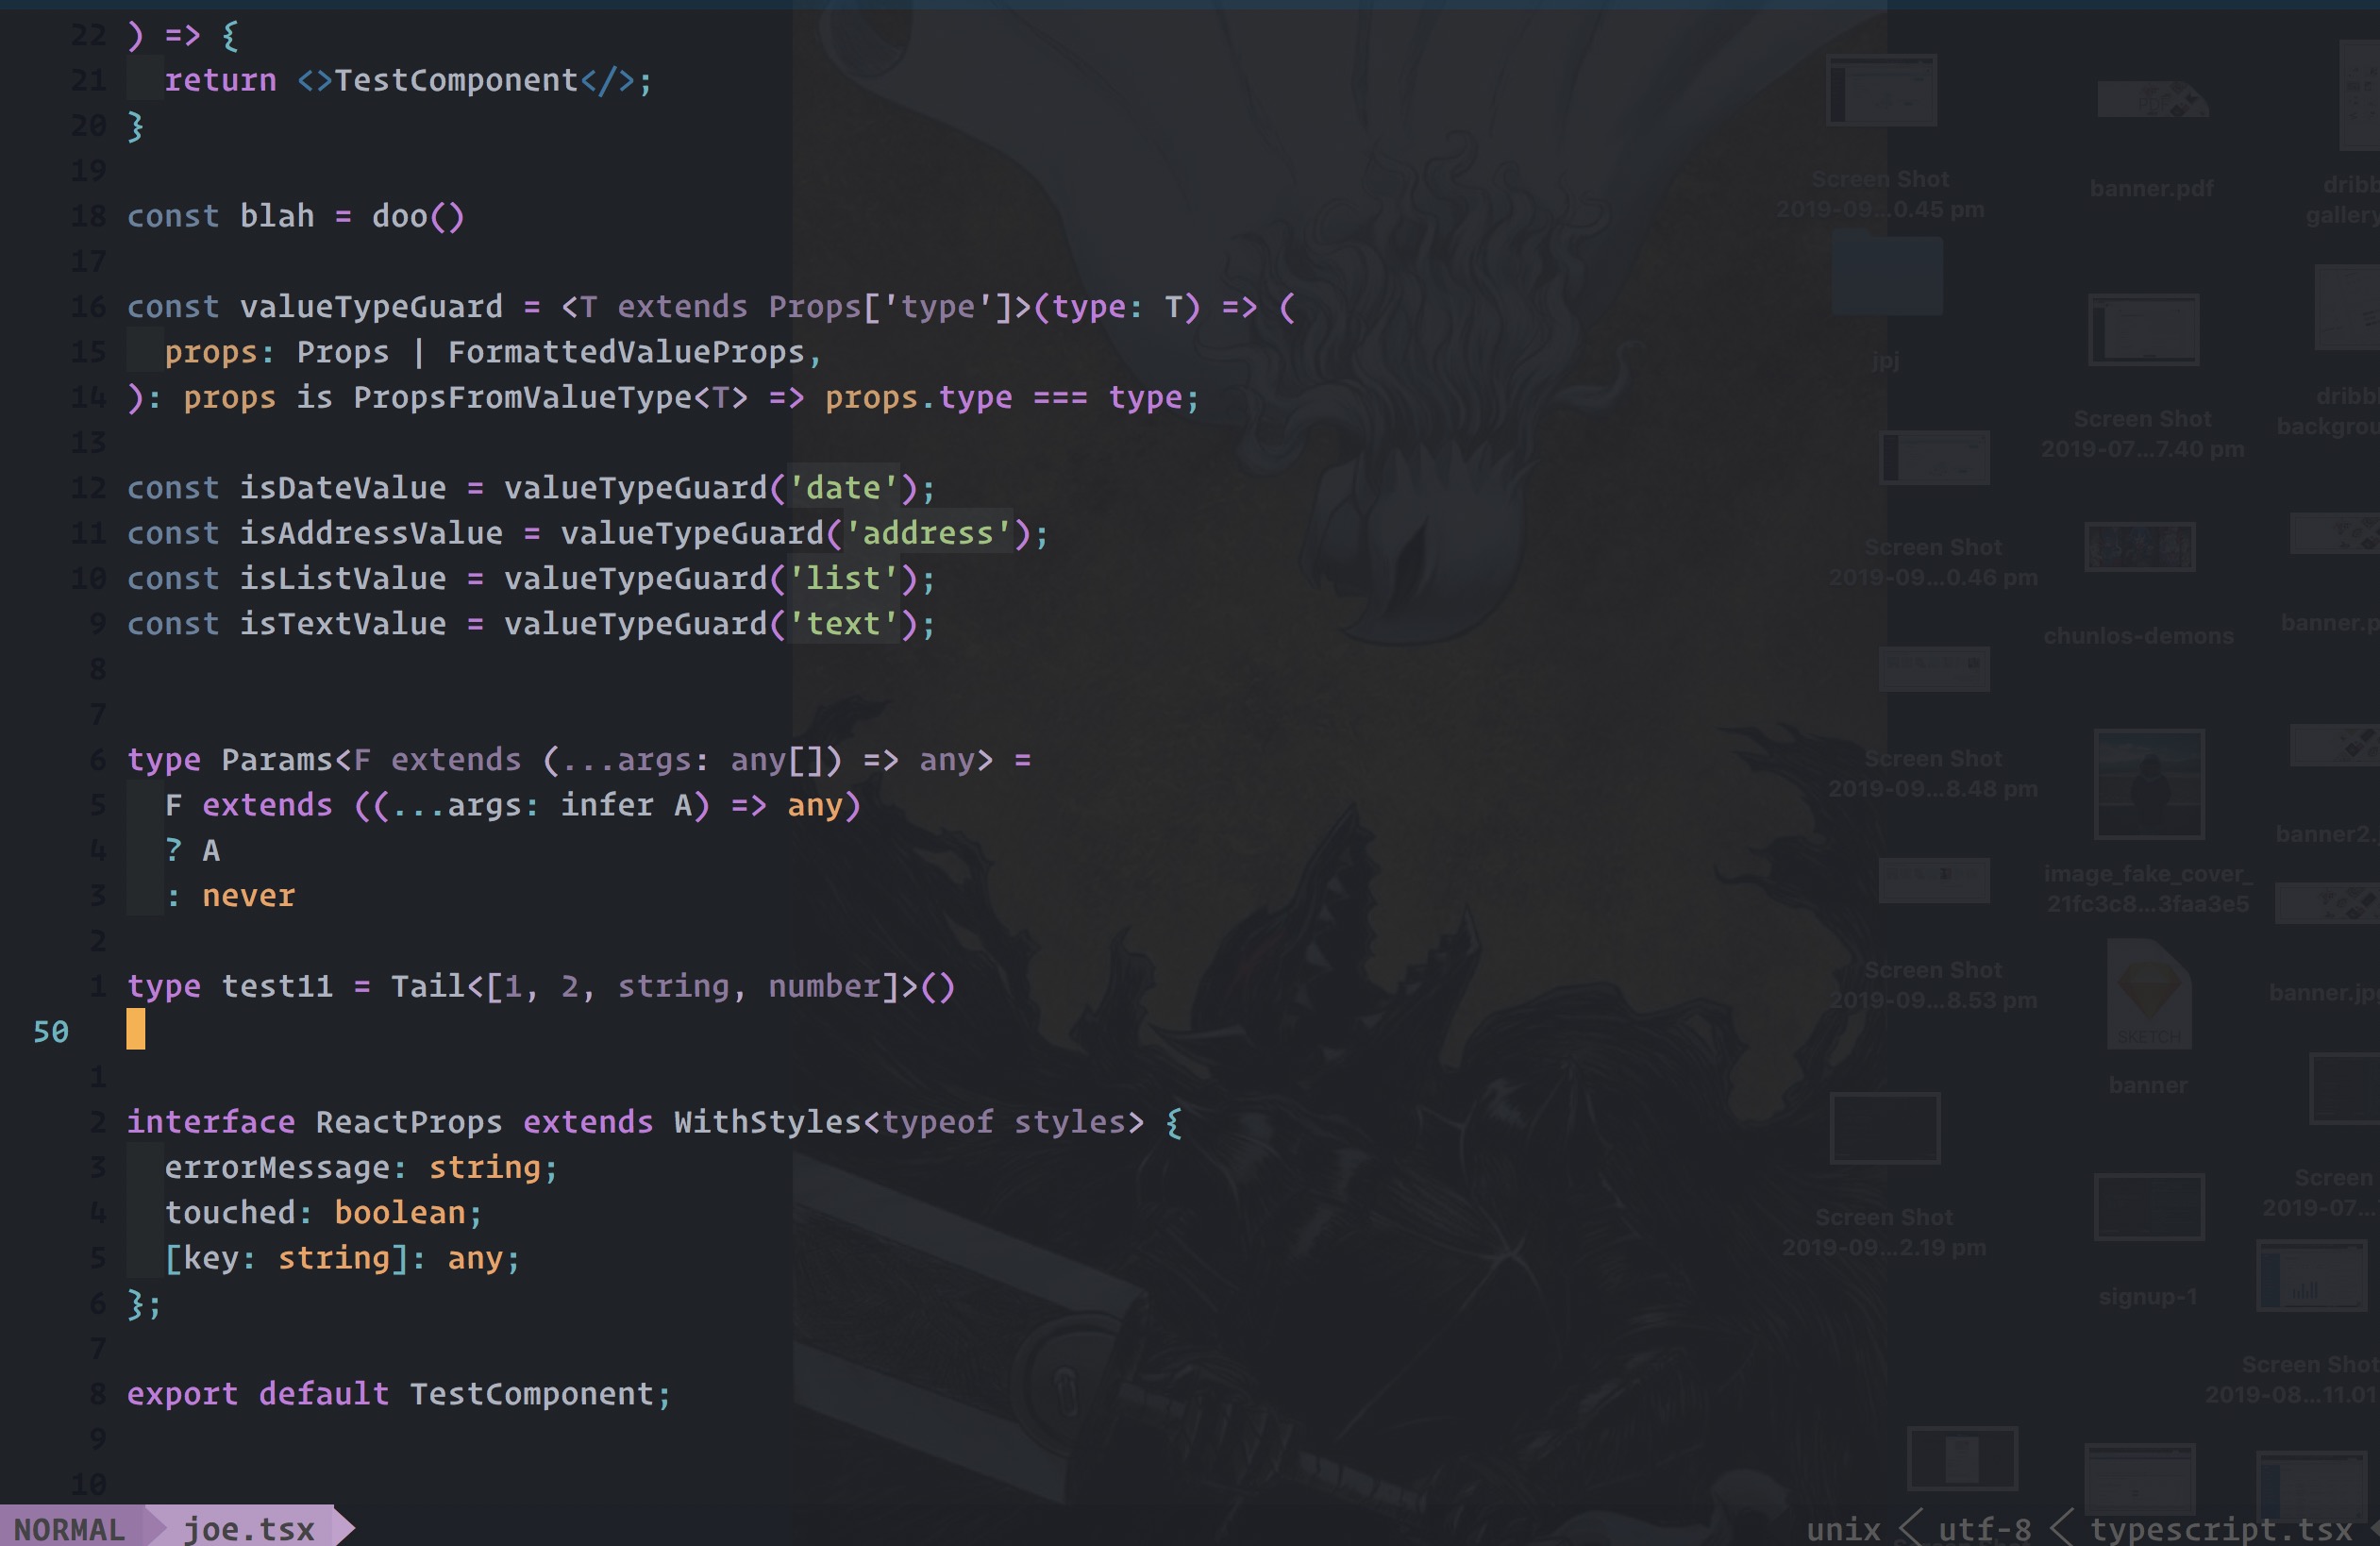 22 ) => {
21   return <>TestComponent</>;
20 }
19
18 const blah = doo()
17
16 const valueTypeGuard = <T extends Props['type']>(type: T) => (
15   props: Props | FormattedValueProps,
14 ): props is PropsFromValueType<T> => props.type === type;
13
12 const isDateValue = valueTypeGuard('date');
11 const isAddressValue = valueTypeGuard('address');
10 const isListValue = valueTypeGuard('list');
9 const isTextValue = valueTypeGuard('text');
8
7
6 type Params<F extends (...args: any[]) => any> =
5   F extends ((...args: infer A) => any)
4   ? A
3   : never
2
1 type test11 = Tail<[1, 2, string, number]>()
50
1
2 interface ReactProps extends WithStyles<typeof styles> {
3   errorMessage: string;
4   touched: boolean;
5   [key: string]: any;
6 };
7
8 export default TestComponent;
9
10
NORMAL joe.tsx
unix utf-8 typescript.tsx
Screen Shot
2019-09...0.45 pm
jpj
Screen Shot
2019-09...0.46 pm
Screen Shot
2019-09...8.48 pm
Screen Shot
2019-09...8.53 pm
Screen Shot
2019-09...2.19 pm
banner.pdf
Screen Shot
2019-07...7.40 pm
chunlos-demons
image_fake_cover_
21fc3c8...3faa3e5
SKETCH
banner
signup-1
dribb
gallery
dribb
backgrou
banner.p
banner2.
banner.jpg
Screen
2019-07...
Screen Shot
2019-08...11.01